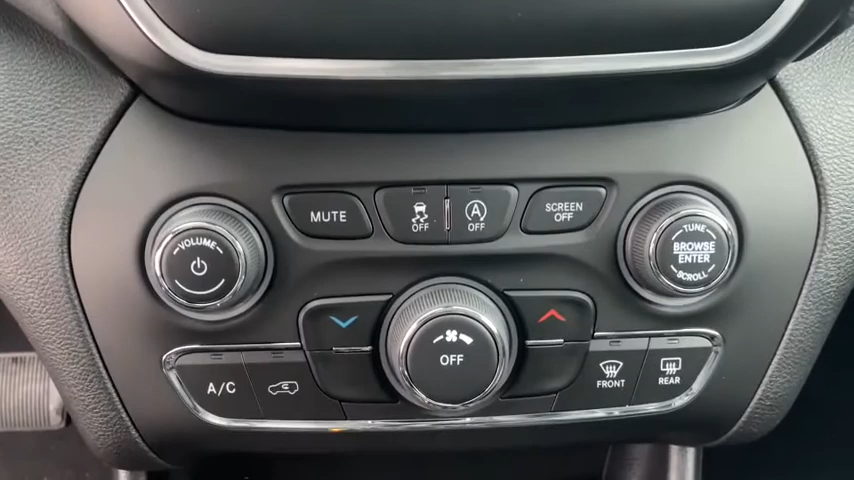 MUTE
OFF
A
OFF
SCREEN
OFF
VOLUME
TUNE
BROWSE
ENTER
SCROLL
OFF
A/C
FRONT
REAR